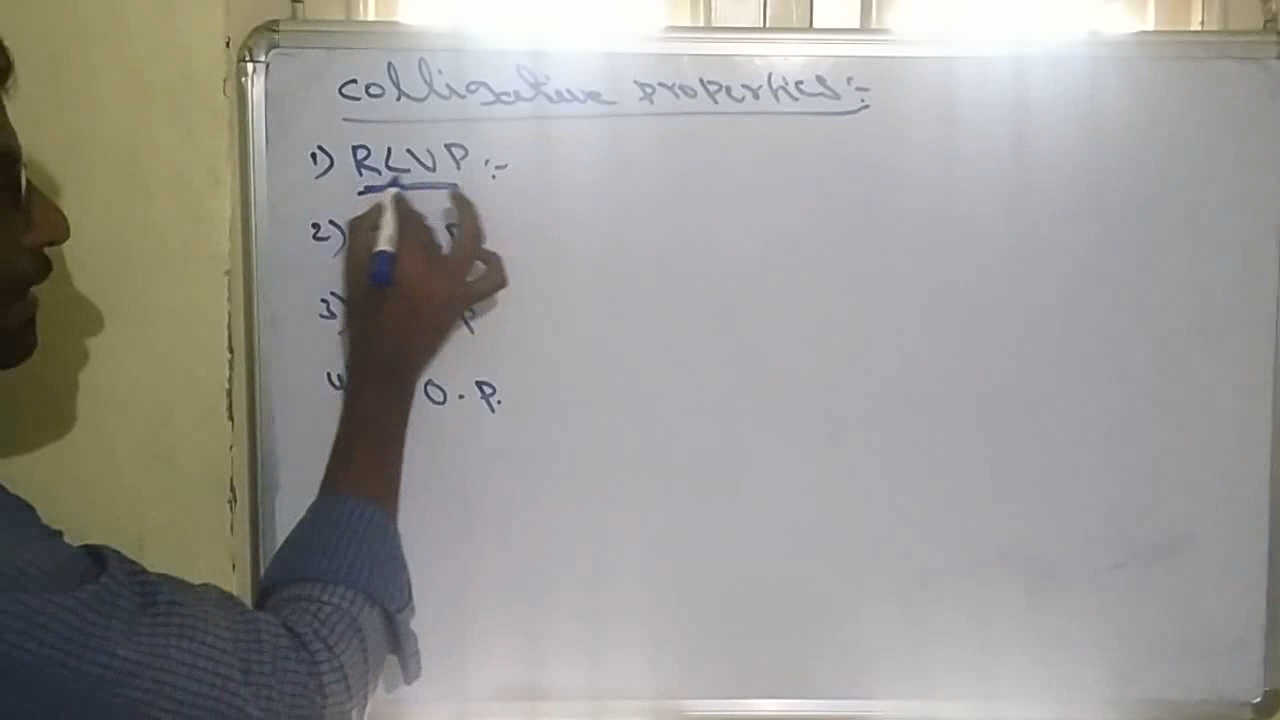 Colligative properties:-
1) RLVP :-
2)
3) P
4 O.P.